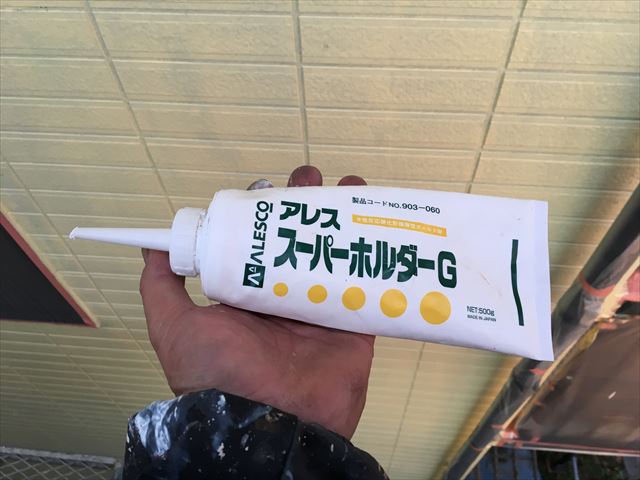 製品コードNO.903-060
ALESCO
アレス
スーパーホルダーG
NET:500g
MADE IN JAPAN